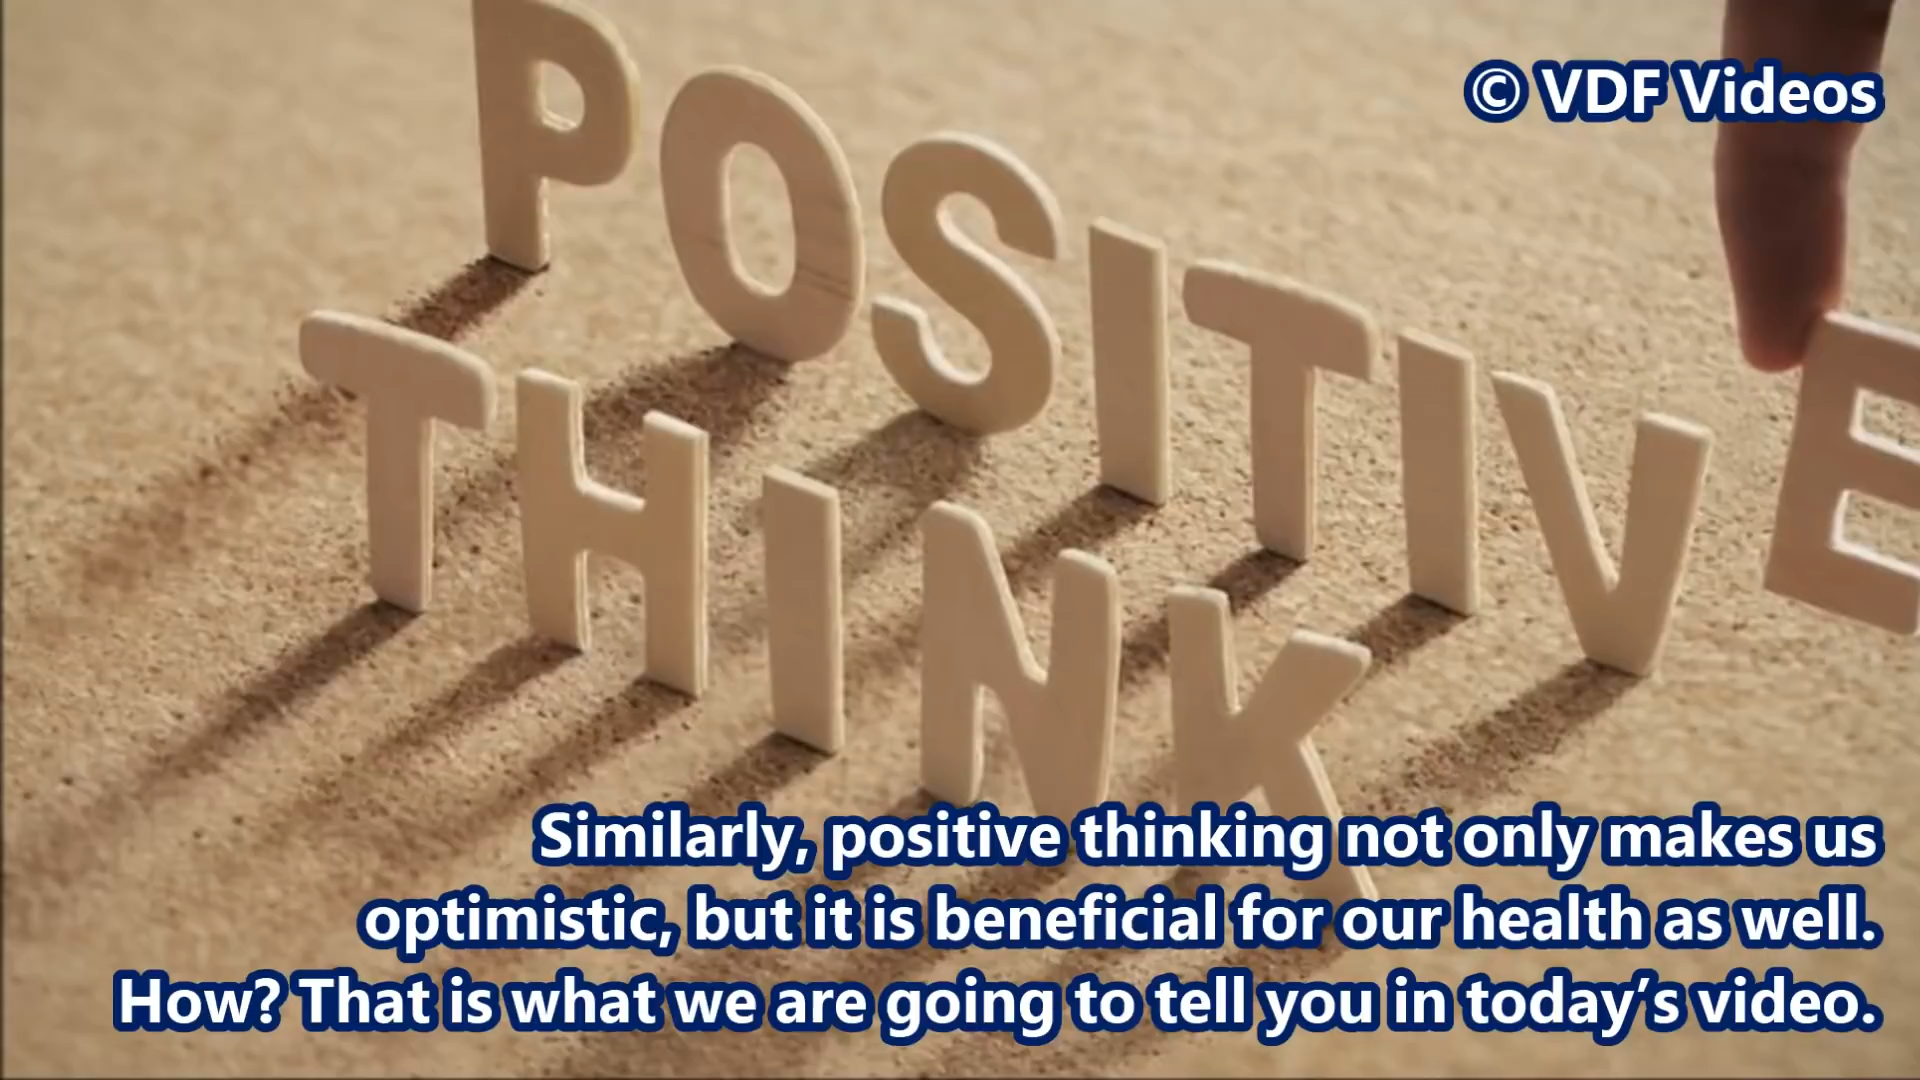 © VDF Videos
POSITIVE
THINK
Similarly, positive thinking not only makes us
optimistic, but it is beneficial for our health as well.
How? That is what we are going to tell you in today’s video.